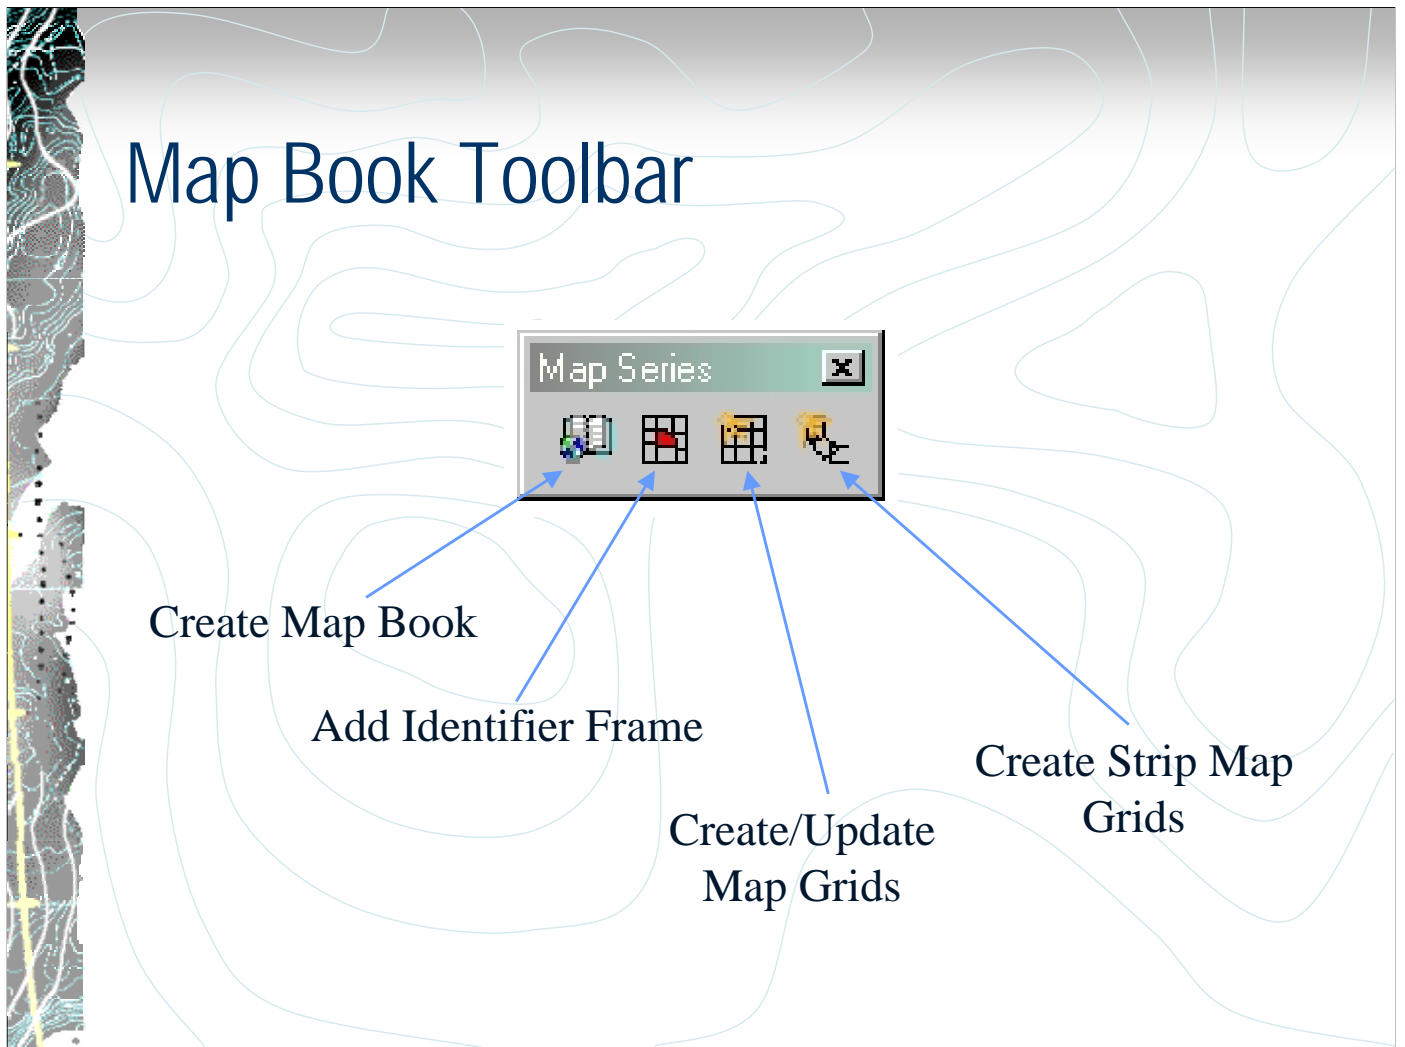 Map Book Toolbar
Map Series
Create Map Book
Add Identifier Frame
Create/Update
Map Grids
Create Strip Map
Grids